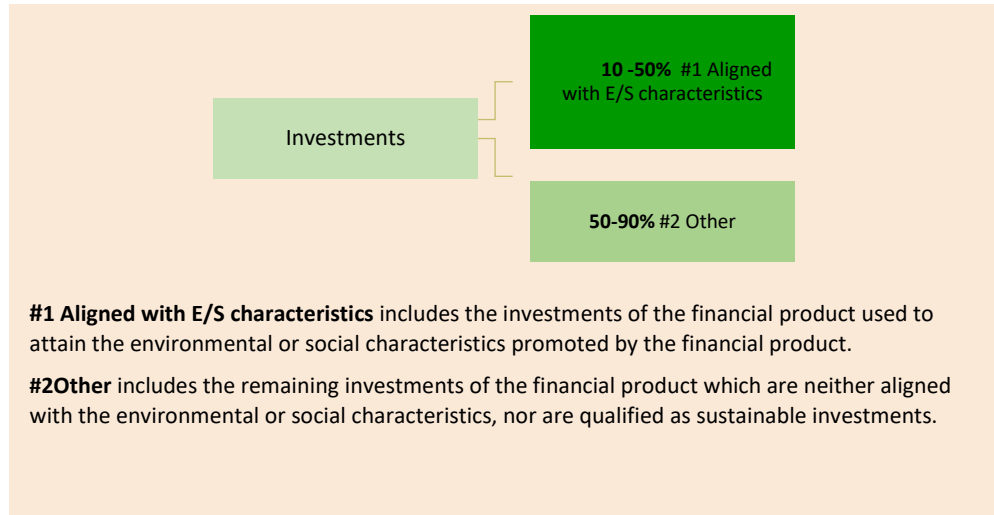 10 -50% #1 Aligned
with E/S characteristics
Investments
50-90% #2 Other
#1 Aligned with E/S characteristics includes the investments of the financial product used to
attain the environmental or social characteristics promoted by the financial product.
#2Other includes the remaining investments of the financial product which are neither aligned
with the environmental or social characteristics, nor are qualified as sustainable investments.